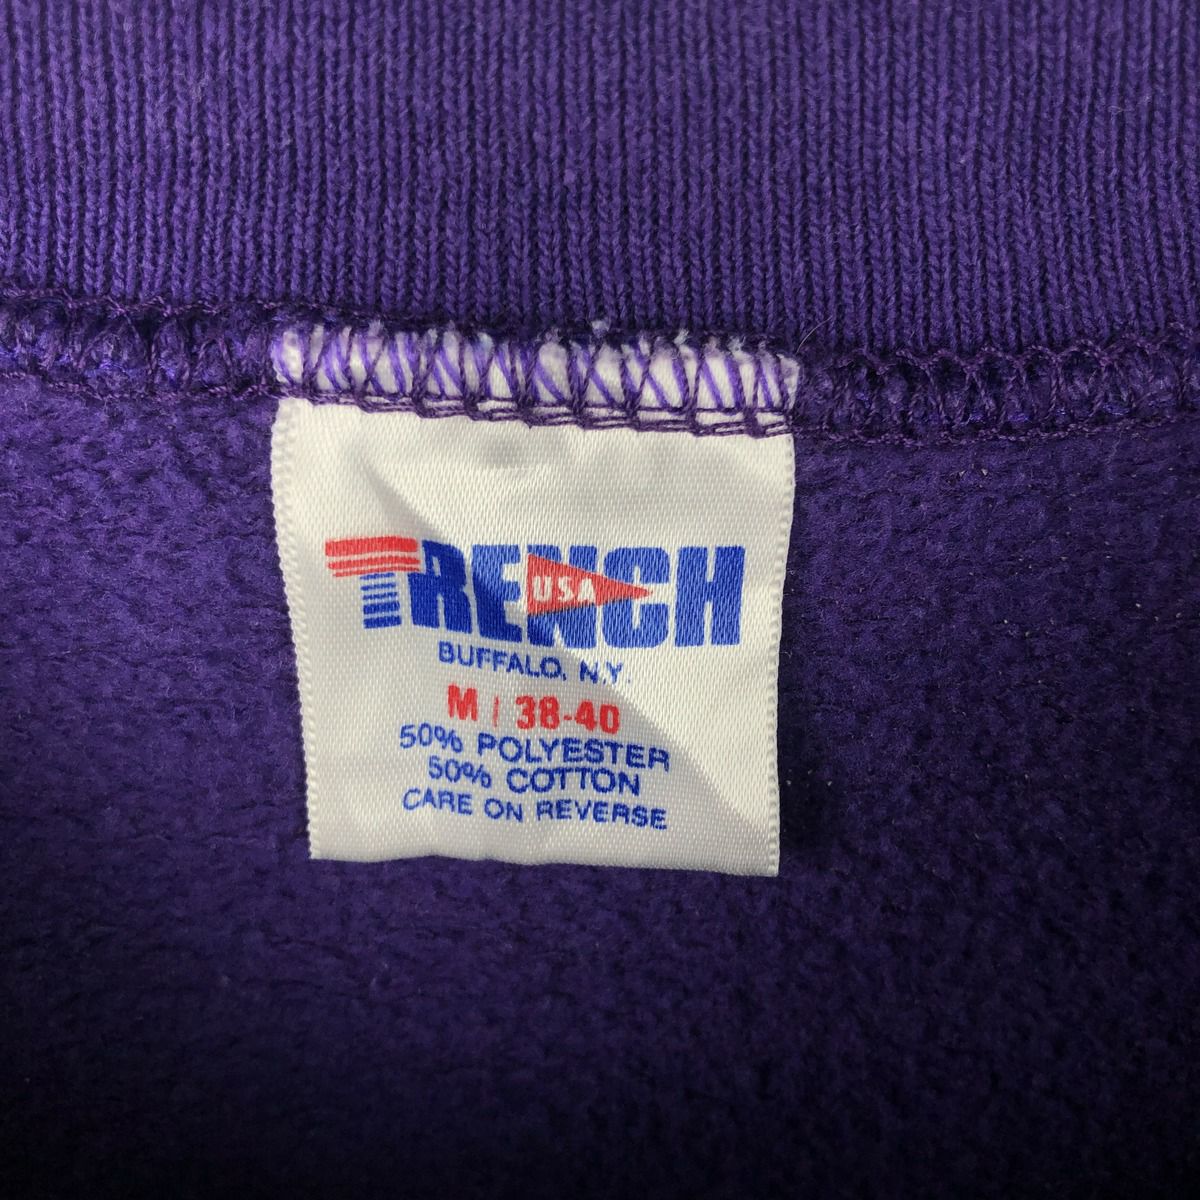 TRENCH
USA
BUFFALO, N.Y.
M | 38-40
50% POLYESTER
50% COTTON
CARE ON REVERSE